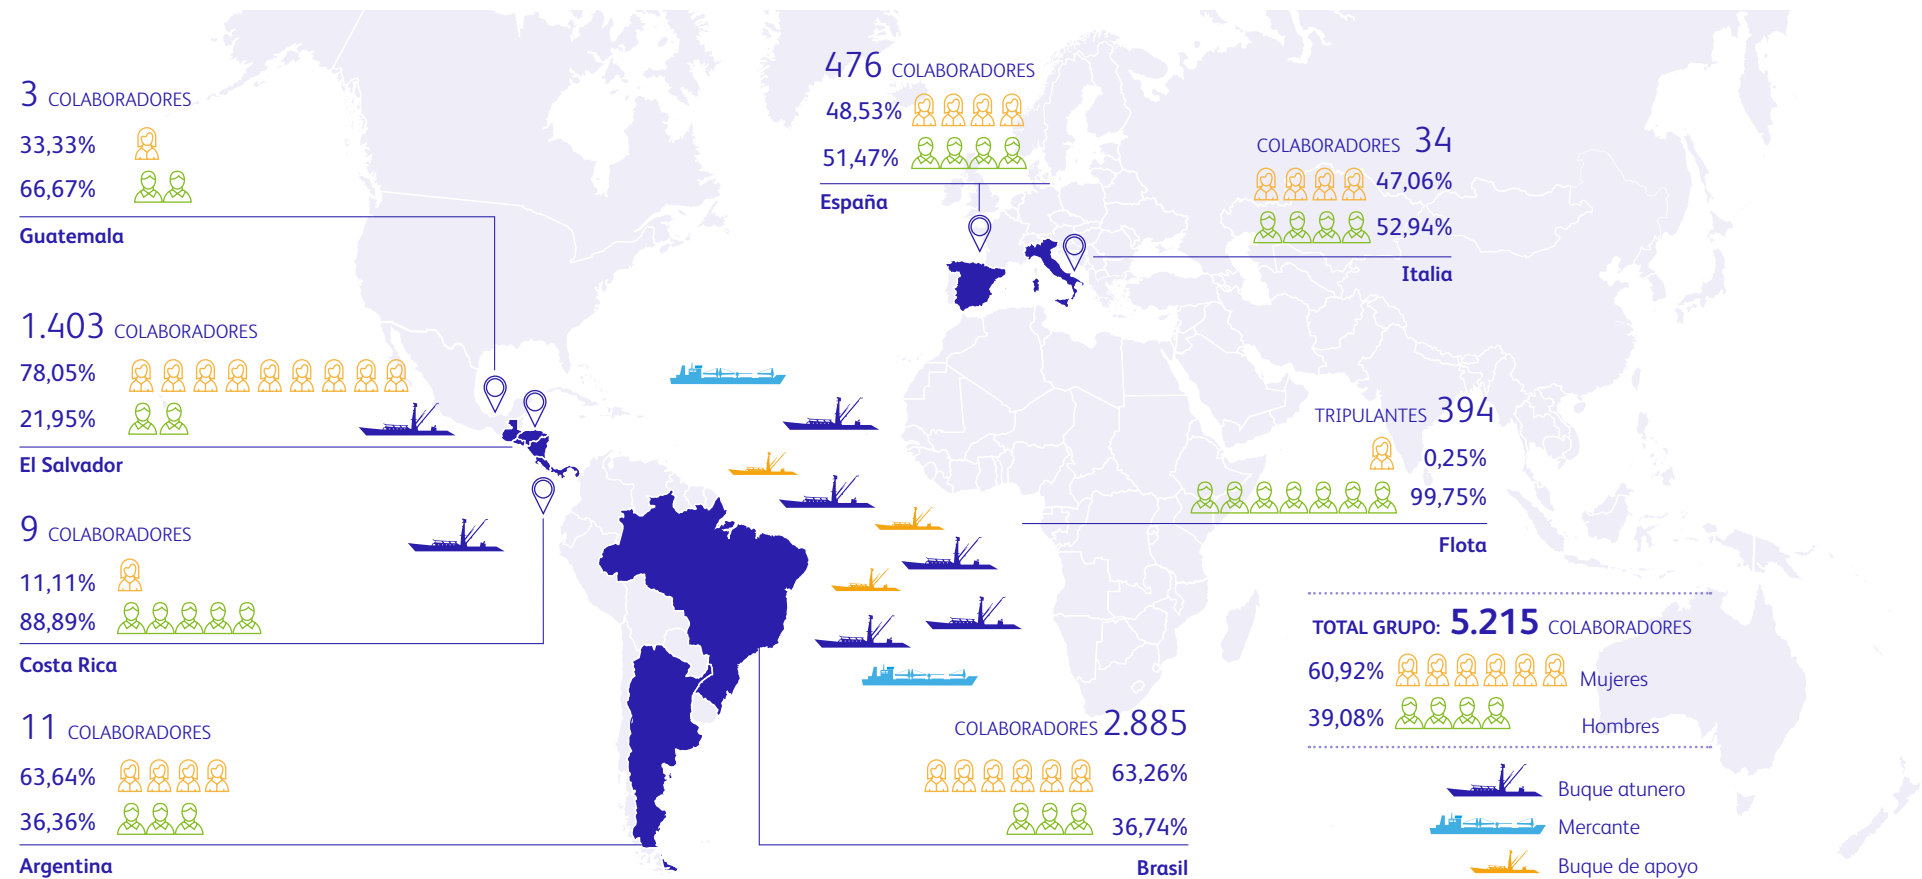 3 COLABORADORES
33,33%
66,67%
Guatemala
1.403 COLABORADORES
78,05%
21,95%
El Salvador
9 COLABORADORES
11,11%
88,89%
Costa Rica
11 COLABORADORES
63,64%
36,36%
Argentina
476 COLABORADORES
48,53%
51,47%
España
COLABORADORES 34
47,06%
52,94%
Italia
TRIPULANTES 394
0,25%
99,75%
Flota
COLABORADORES 2.885
63,26%
36,74%
Brasil
TOTAL GRUPO: 5.215 COLABORADORES
60,92% Mujeres
39,08% Hombres
Buque atunero
Mercante
Buque de apoyo